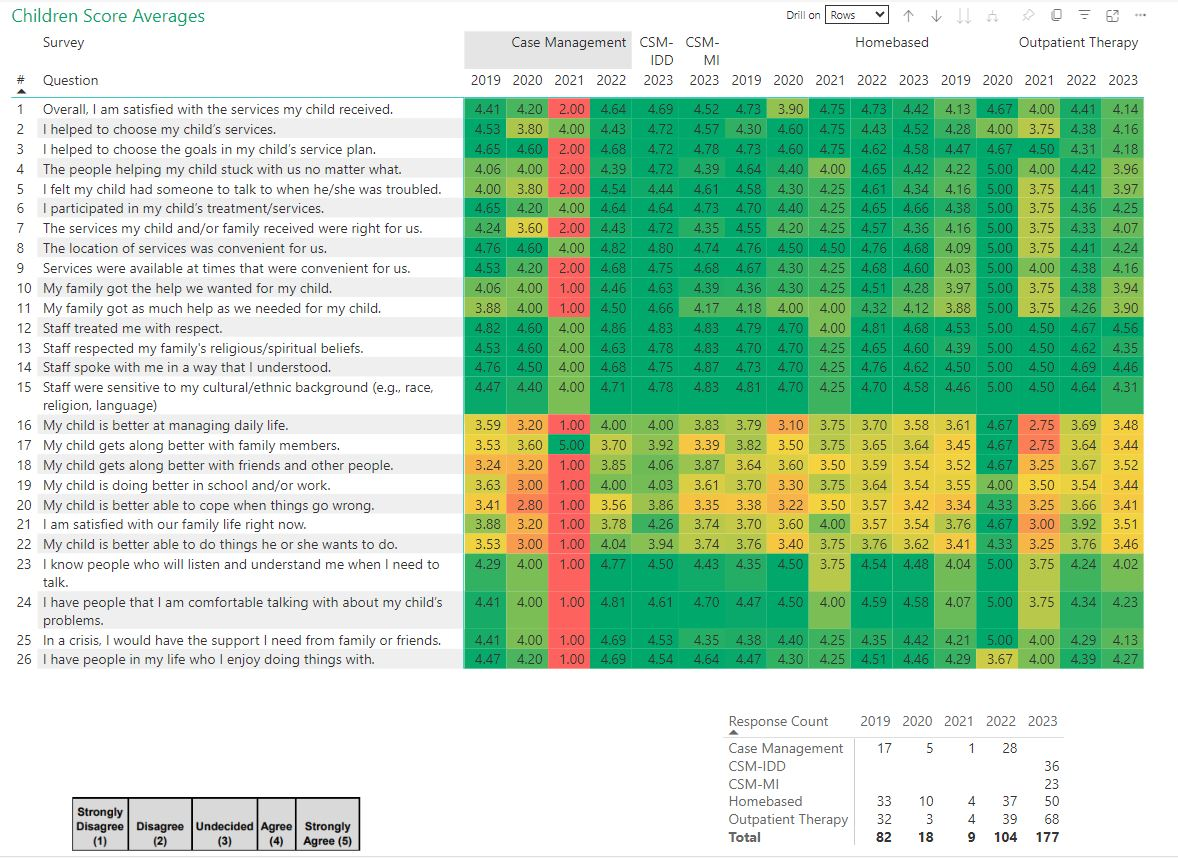 Children Score Averages
Drill on Rows
Survey Case Management CSM-IDD CSM-MI Homebased Outpatient Therapy
# Question 2019 2020 2021 2022 2023 2023 2019 2020 2021 2022 2023 2019 2020 2021 2022 2023
1 Overall, I am satisfied with the services my child received. 4.41 4.20 2.00 4.64 4.69 4.52 4.73 3.90 4.75 4.73 4.42 4.13 4.67 4.00 4.41 4.14
2 I helped to choose my child's services. 4.53 3.80 4.00 4.43 4.72 4.57 4.30 4.60 4.75 4.43 4.52 4.28 4.00 3.75 4.38 4.16
3 I helped to choose the goals in my child's service plan. 4.65 4.60 2.00 4.68 4.72 4.78 4.73 4.60 4.75 4.62 4.58 4.47 4.67 4.50 4.31 4.18
4 The people helping my child stuck with us no matter what. 4.06 4.00 2.00 4.39 4.72 4.39 4.64 4.40 4.00 4.65 4.42 4.22 5.00 4.00 4.42 3.96
5 I felt my child had someone to talk to when he/she was troubled. 4.00 3.80 2.00 4.54 4.44 4.61 4.58 4.30 4.25 4.61 4.34 4.16 5.00 3.75 4.41 3.97
6 I participated in my child's treatment/services. 4.65 4.20 4.00 4.64 4.64 4.73 4.70 4.40 4.25 4.65 4.66 4.38 5.00 3.75 4.36 4.25
7 The services my child and/or family received were right for us. 4.24 3.60 2.00 4.43 4.72 4.35 4.55 4.20 4.25 4.57 4.36 4.16 5.00 3.75 4.33 4.07
8 The location of services was convenient for us. 4.76 4.60 4.00 4.82 4.80 4.74 4.76 4.50 4.50 4.76 4.68 4.09 5.00 3.75 4.41 4.24
9 Services were available at times that were convenient for us. 4.53 4.20 2.00 4.68 4.75 4.68 4.67 4.30 4.25 4.68 4.60 4.03 5.00 4.00 4.38 4.16
10 My family got the help we wanted for my child. 4.06 4.00 1.00 4.46 4.63 4.39 4.36 4.30 4.25 4.51 4.28 3.97 5.00 3.75 4.38 3.94
11 My family got as much help as we needed for my child. 3.88 4.00 1.00 4.50 4.66 4.17 4.18 4.00 4.00 4.32 4.12 3.88 5.00 3.75 4.26 3.90
12 Staff treated me with respect. 4.82 4.60 4.00 4.86 4.83 4.83 4.79 4.70 4.00 4.81 4.68 4.53 5.00 4.50 4.67 4.56
13 Staff respected my family's religious/spiritual beliefs. 4.53 4.60 4.00 4.63 4.78 4.83 4.70 4.70 4.25 4.65 4.60 4.39 5.00 4.50 4.62 4.35
14 Staff spoke with me in a way that I understood. 4.76 4.50 4.00 4.68 4.75 4.87 4.73 4.70 4.25 4.76 4.62 4.50 5.00 4.50 4.69 4.46
15 Staff were sensitive to my cultural/ethnic background (e.g., race, religion, language) 4.47 4.40 4.00 4.71 4.78 4.83 4.81 4.70 4.25 4.70 4.58 4.46 5.00 4.50 4.64 4.31
16 My child is better at managing daily life. 3.59 3.20 1.00 4.00 4.00 3.83 3.79 3.10 3.75 3.70 3.58 3.61 4.67 2.75 3.69 3.48
17 My child gets along better with family members. 3.53 3.60 5.00 3.70 3.92 3.39 3.82 3.50 3.75 3.65 3.64 3.45 4.67 2.75 3.64 3.44
18 My child gets along better with friends and other people. 3.24 3.20 1.00 3.85 4.06 3.87 3.64 3.60 3.50 3.59 3.54 3.52 4.67 3.25 3.67 3.52
19 My child is doing better in school and/or work. 3.63 3.00 1.00 4.00 4.03 3.61 3.70 3.30 3.75 3.64 3.54 3.55 4.00 3.50 3.54 3.44
20 My child is better able to cope when things go wrong. 3.41 2.80 1.00 3.56 3.86 3.35 3.38 3.22 3.50 3.57 3.42 3.34 4.33 3.25 3.66 3.41
21 I am satisfied with our family life right now. 3.88 3.20 1.00 3.78 4.26 3.74 3.70 3.60 4.00 3.57 3.54 3.76 4.67 3.00 3.92 3.51
22 My child is better able to do things he or she wants to do. 3.53 3.00 1.00 4.04 3.94 3.74 3.76 3.40 3.75 3.76 3.62 3.41 4.33 3.25 3.76 3.46
23 I know people who will listen and understand me when I need to talk. 4.29 4.00 1.00 4.77 4.50 4.43 4.35 4.50 3.75 4.54 4.48 4.04 5.00 3.75 4.24 4.02
24 I have people that I am comfortable talking with about my child's problems. 4.41 4.00 1.00 4.81 4.61 4.70 4.47 4.50 4.00 4.59 4.58 4.07 5.00 3.75 4.34 4.23
25 In a crisis, I would have the support I need from family or friends. 4.41 4.00 1.00 4.69 4.53 4.35 4.38 4.40 4.25 4.35 4.42 4.21 5.00 4.00 4.29 4.13
26 I have people in my life who I enjoy doing things with. 4.47 4.20 1.00 4.69 4.54 4.64 4.47 4.30 4.25 4.51 4.46 4.29 3.67 4.00 4.39 4.27
Response Count 2019 2020 2021 2022 2023
Case Management 17 5 1 28
CSM-IDD 36
CSM-MI 23
Homebased 33 10 4 37 50
Outpatient Therapy 32 3 4 39 68
Total 82 18 9 104 177
Strongly Disagree (1) Disagree (2) Undecided (3) Agree (4) Strongly Agree (5)